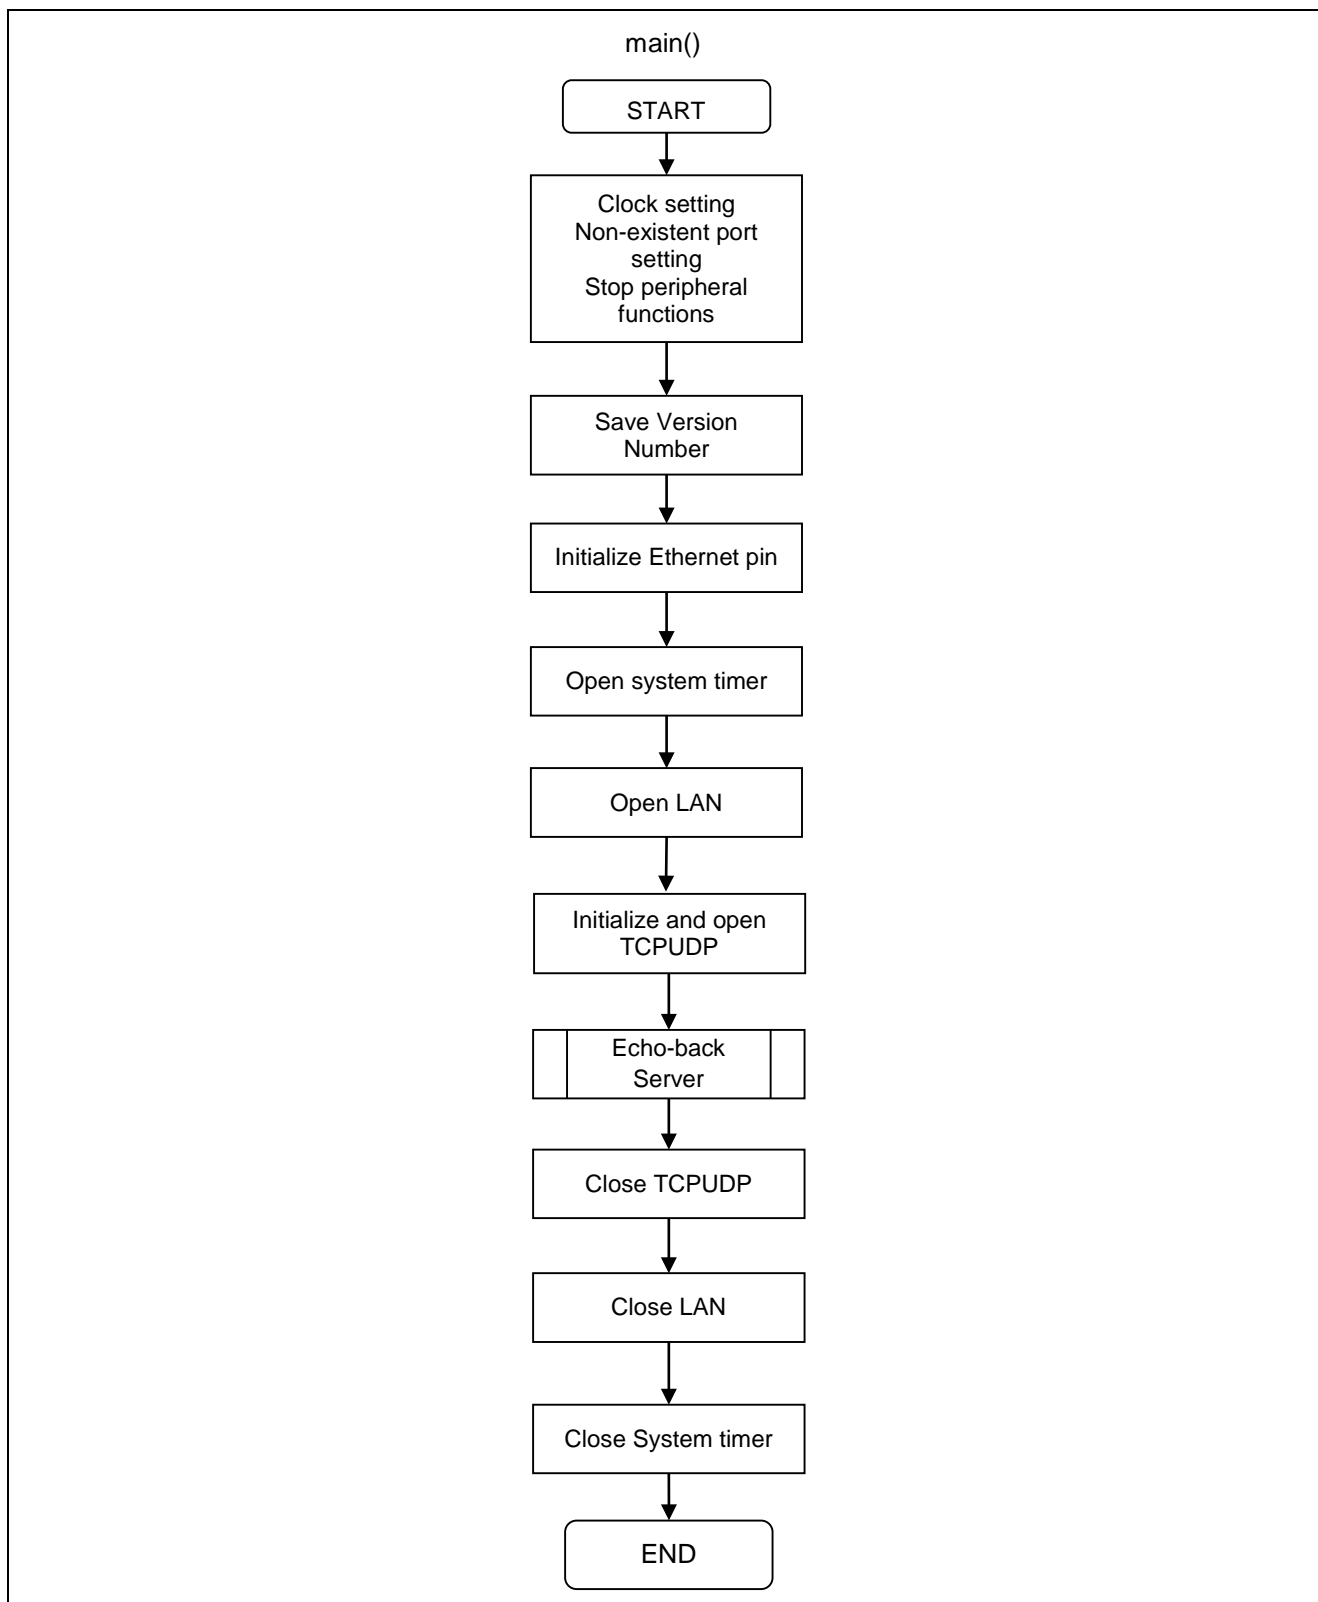 main()
START
Clock setting
Non-existent port
setting
Stop peripheral
functions
Save Version
Number
Initialize Ethernet pin
Open system timer
Open LAN
Initialize and open
TCPUDP
Echo-back
Server
Close TCPUDP
Close LAN
Close System timer
END